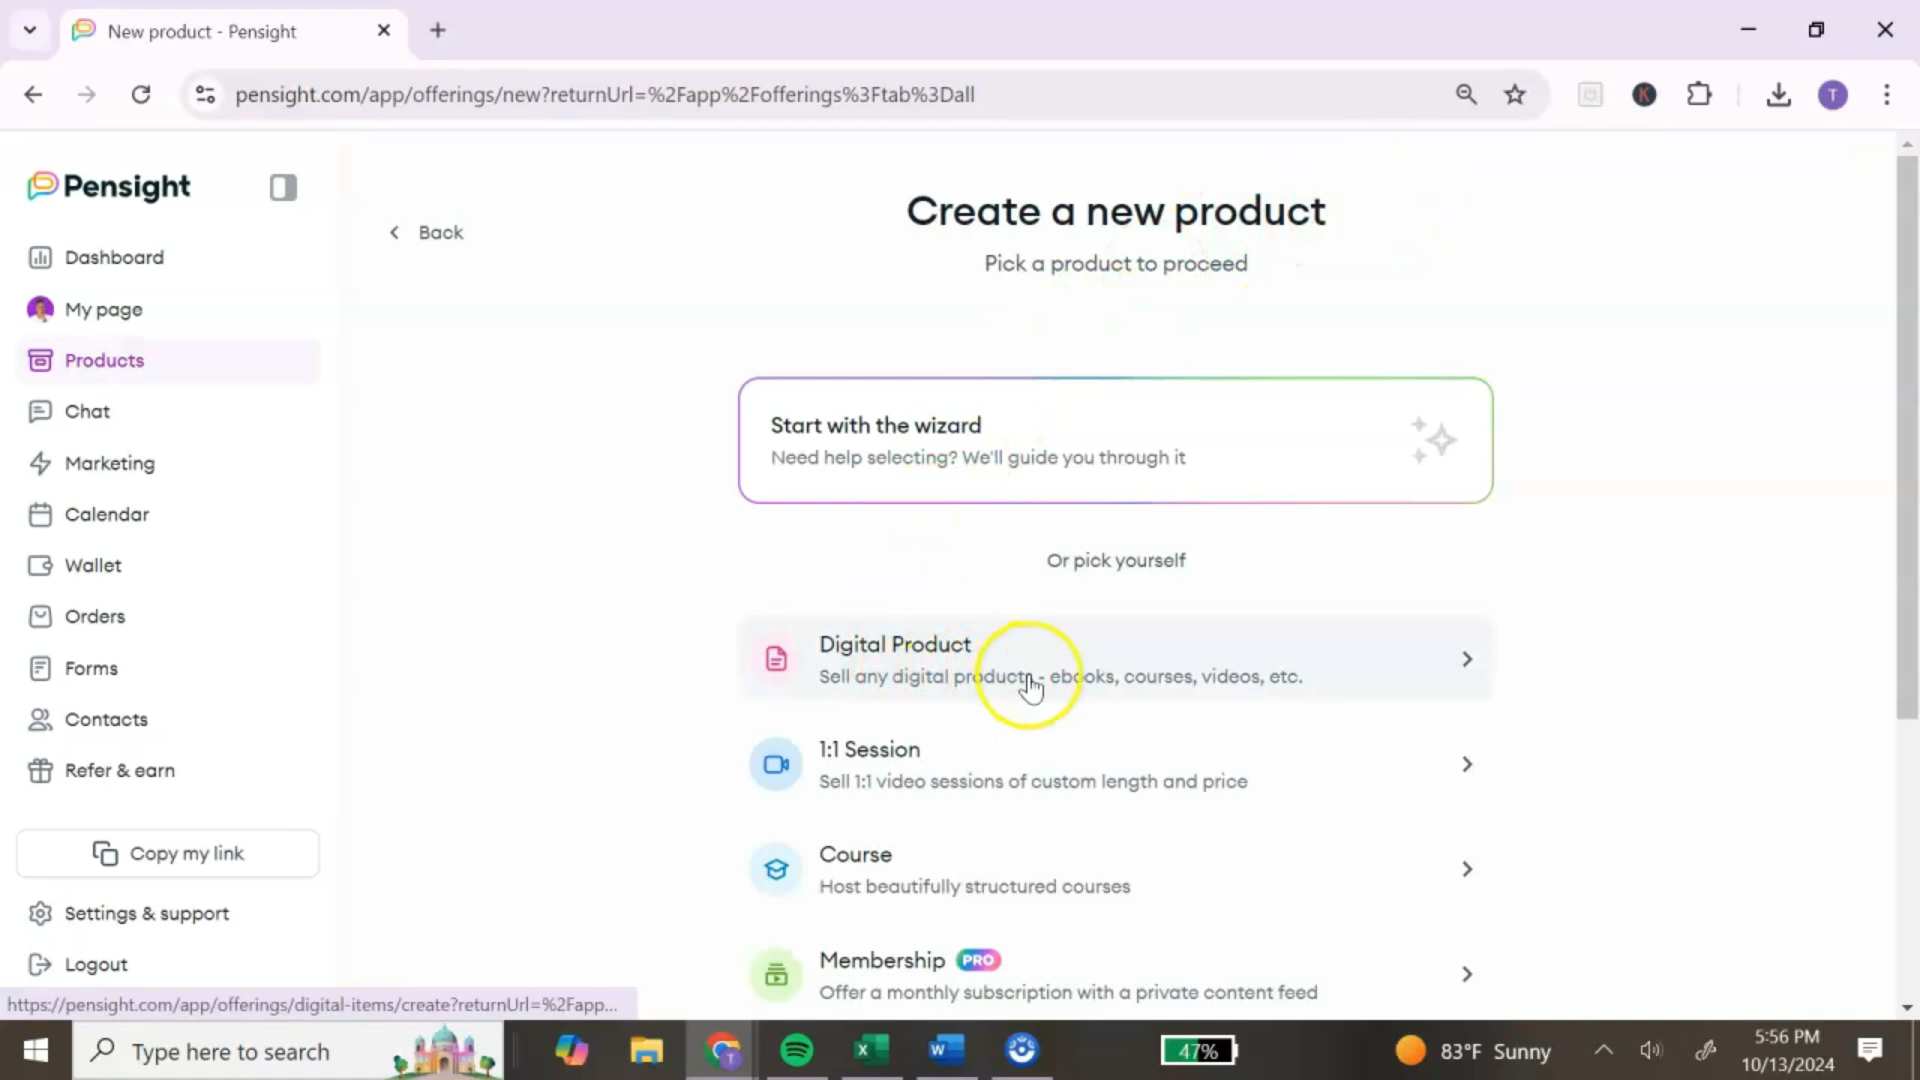 New product - Pensight
pensight.com/app/offerings/new?returnUrl=%2Fapp%2Fofferings%3Ftab%3Dall
K
T
Pensight
Dashboard
My page
Products
Chat
Marketing
Calendar
Wallet
Orders
Forms
Contacts
Refer & earn
Copy my link
Settings & support
Logout
Back
Create a new product
Pick a product to proceed
Start with the wizard
Need help selecting? We'll guide you through it
Or pick yourself
Digital Product
Sell any digital products - ebooks, courses, videos, etc.
1:1 Session
Sell 1:1 video sessions of custom length and price
Course
Host beautifully structured courses
Membership PRO
Offer a monthly subscription with a private content feed
https://pensight.com/app/offerings/digital-items/create?returnUrl=%2Fapp...
Type here to search
T
X
W
47%
83°F Sunny
5:56 PM
10/13/2024